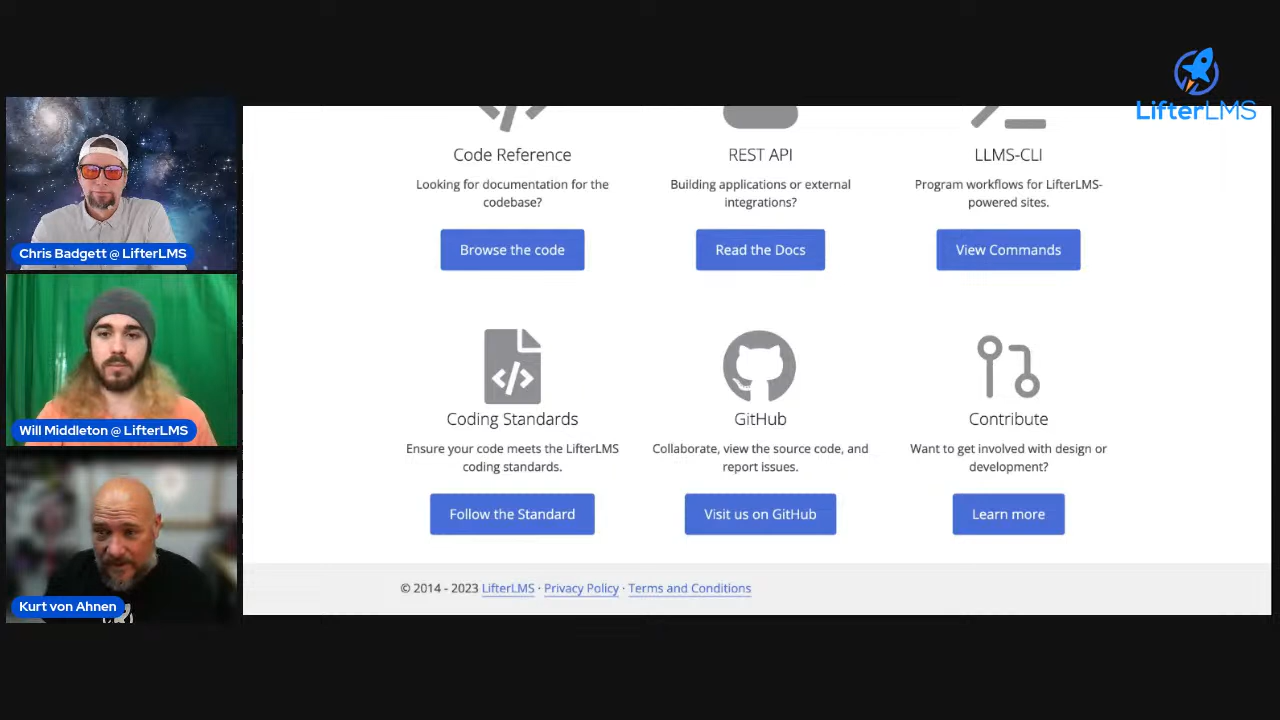 LifterLMS
Chris Badgett @ LifterLMS
Will Middleton @ LifterLMS
Kurt von Ahnen
Code Reference
Looking for documentation for the
codebase?
Browse the code
REST API
Building applications or external
integrations?
Read the Docs
LLMS-CLI
Program workflows for LifterLMS-
powered sites.
View Commands
Coding Standards
Ensure your code meets the LifterLMS
coding standards.
Follow the Standard
GitHub
Collaborate, view the source code, and
report issues.
Visit us on GitHub
Contribute
Want to get involved with design or
development?
Learn more
© 2014 - 2023 LifterLMS · Privacy Policy · Terms and Conditions